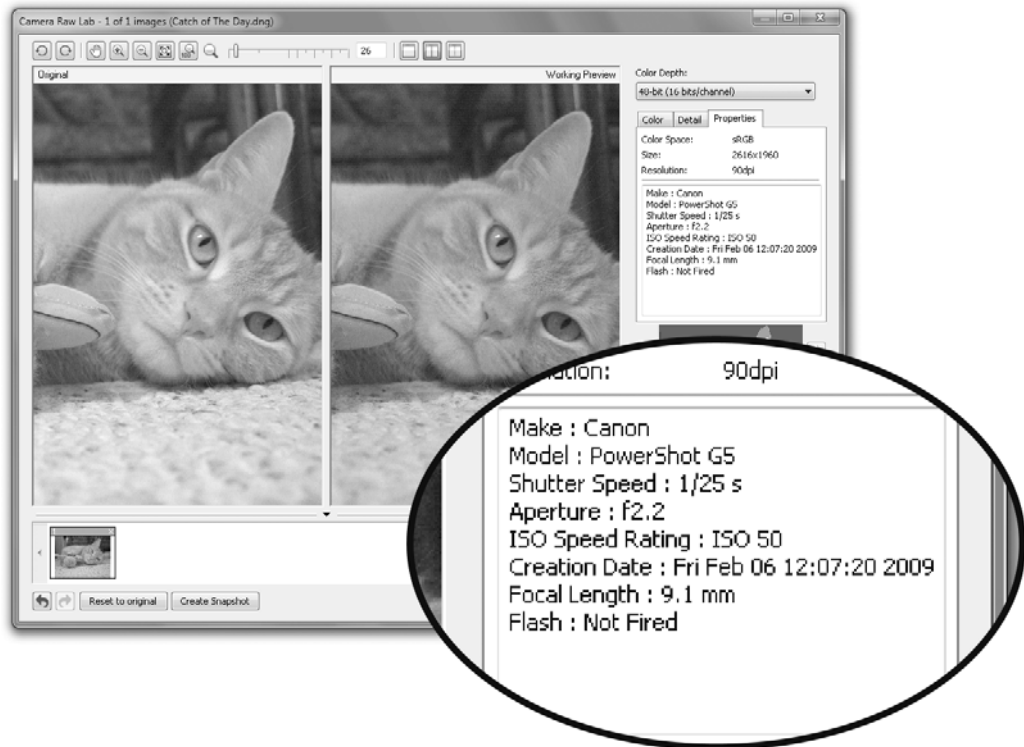 Camera Raw Lab - 1 of 1 images (Catch of The Day.dng)
26
Original
Working Preview
Color Depth:
48-bit (16 bits/channel)
Color Detail Properties
Color Space: sRGB
Size: 2616x1960
Resolution: 90dpi
Make : Canon
Model : PowerShot G5
Shutter Speed : 1/25 s
Aperture : f2.2
ISO Speed Rating : ISO 50
Creation Date : Fri Feb 06 12:07:20 2009
Focal Length : 9.1 mm
Flash : Not Fired
90dpi
Make : Canon
Model : PowerShot G5
Shutter Speed : 1/25 s
Aperture : f2.2
ISO Speed Rating : ISO 50
Creation Date : Fri Feb 06 12:07:20 2009
Focal Length : 9.1 mm
Flash : Not Fired
Reset to original
Create Snapshot